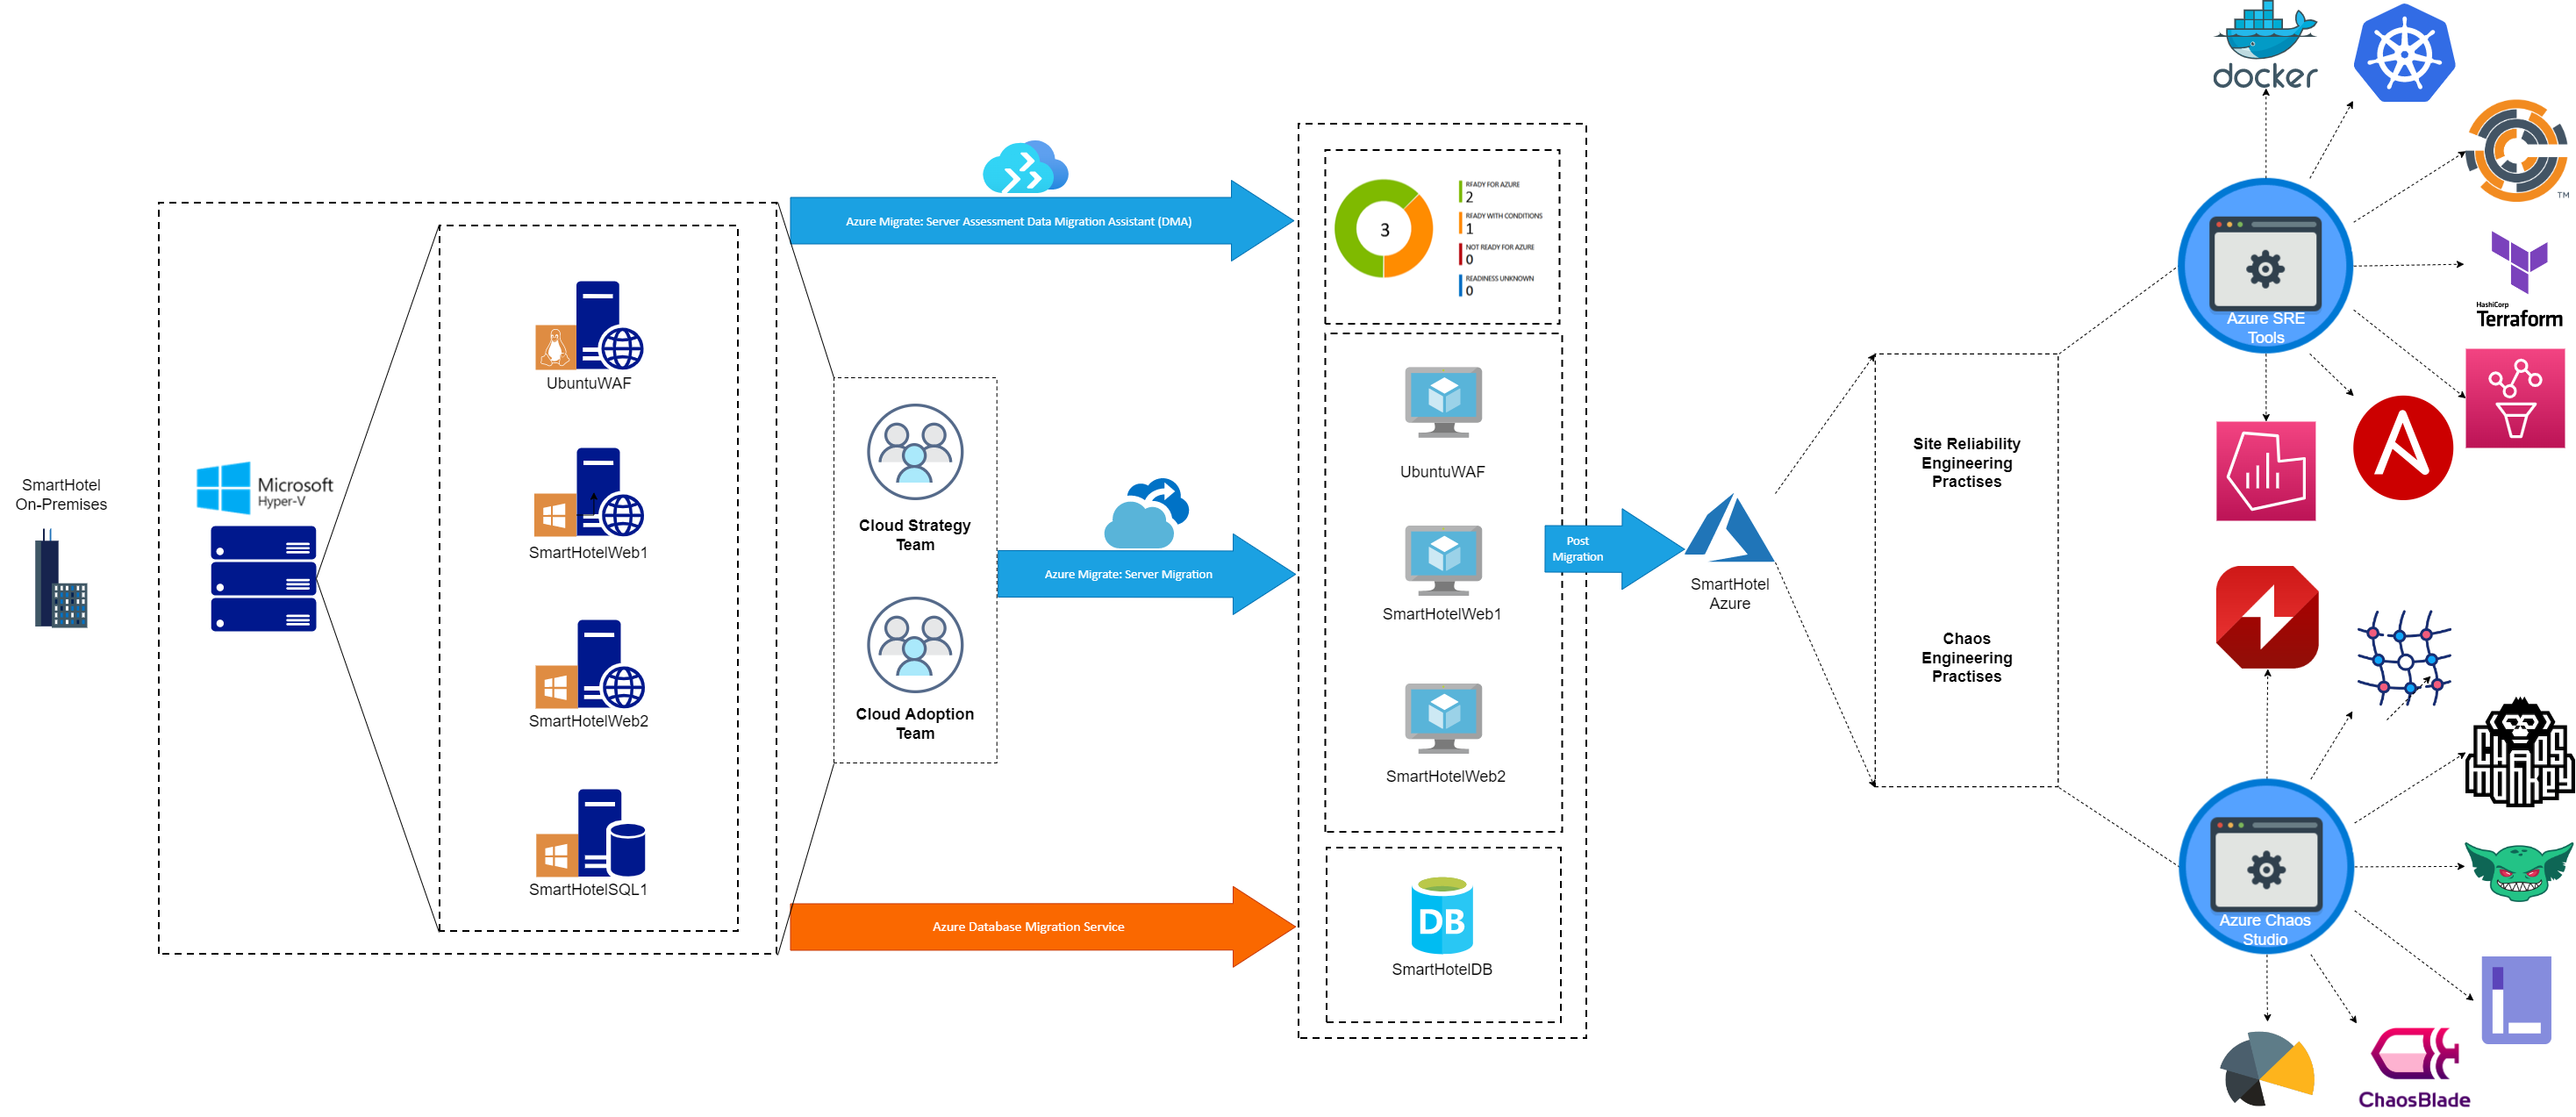 SmartHotel
On-Premises
Microsoft
Hyper-V
UbuntuWAF
SmartHotelWeb1
SmartHotelWeb2
SmartHotelSQL1
Cloud Strategy
Team
Cloud Adoption
Team
Azure Migrate: Server Assessment Data Migration Assistant (DMA)
Azure Migrate: Server Migration
Azure Database Migration Service
3
READY FOR AZURE
2
READY WITH CONDITIONS
1
NOT READY FOR AZURE
0
READINESS UNKNOWN
0
UbuntuWAF
SmartHotelWeb1
SmartHotelWeb2
DB
SmartHotelDB
Post
Migration
SmartHotel
Azure
Site Reliability
Engineering
Practises
Chaos
Engineering
Practises
docker
TM
Azure SRE
Tools
HashiCorp
Terraform
CHAOS
MONKEY
Azure Chaos
Studio
ChaosBlade